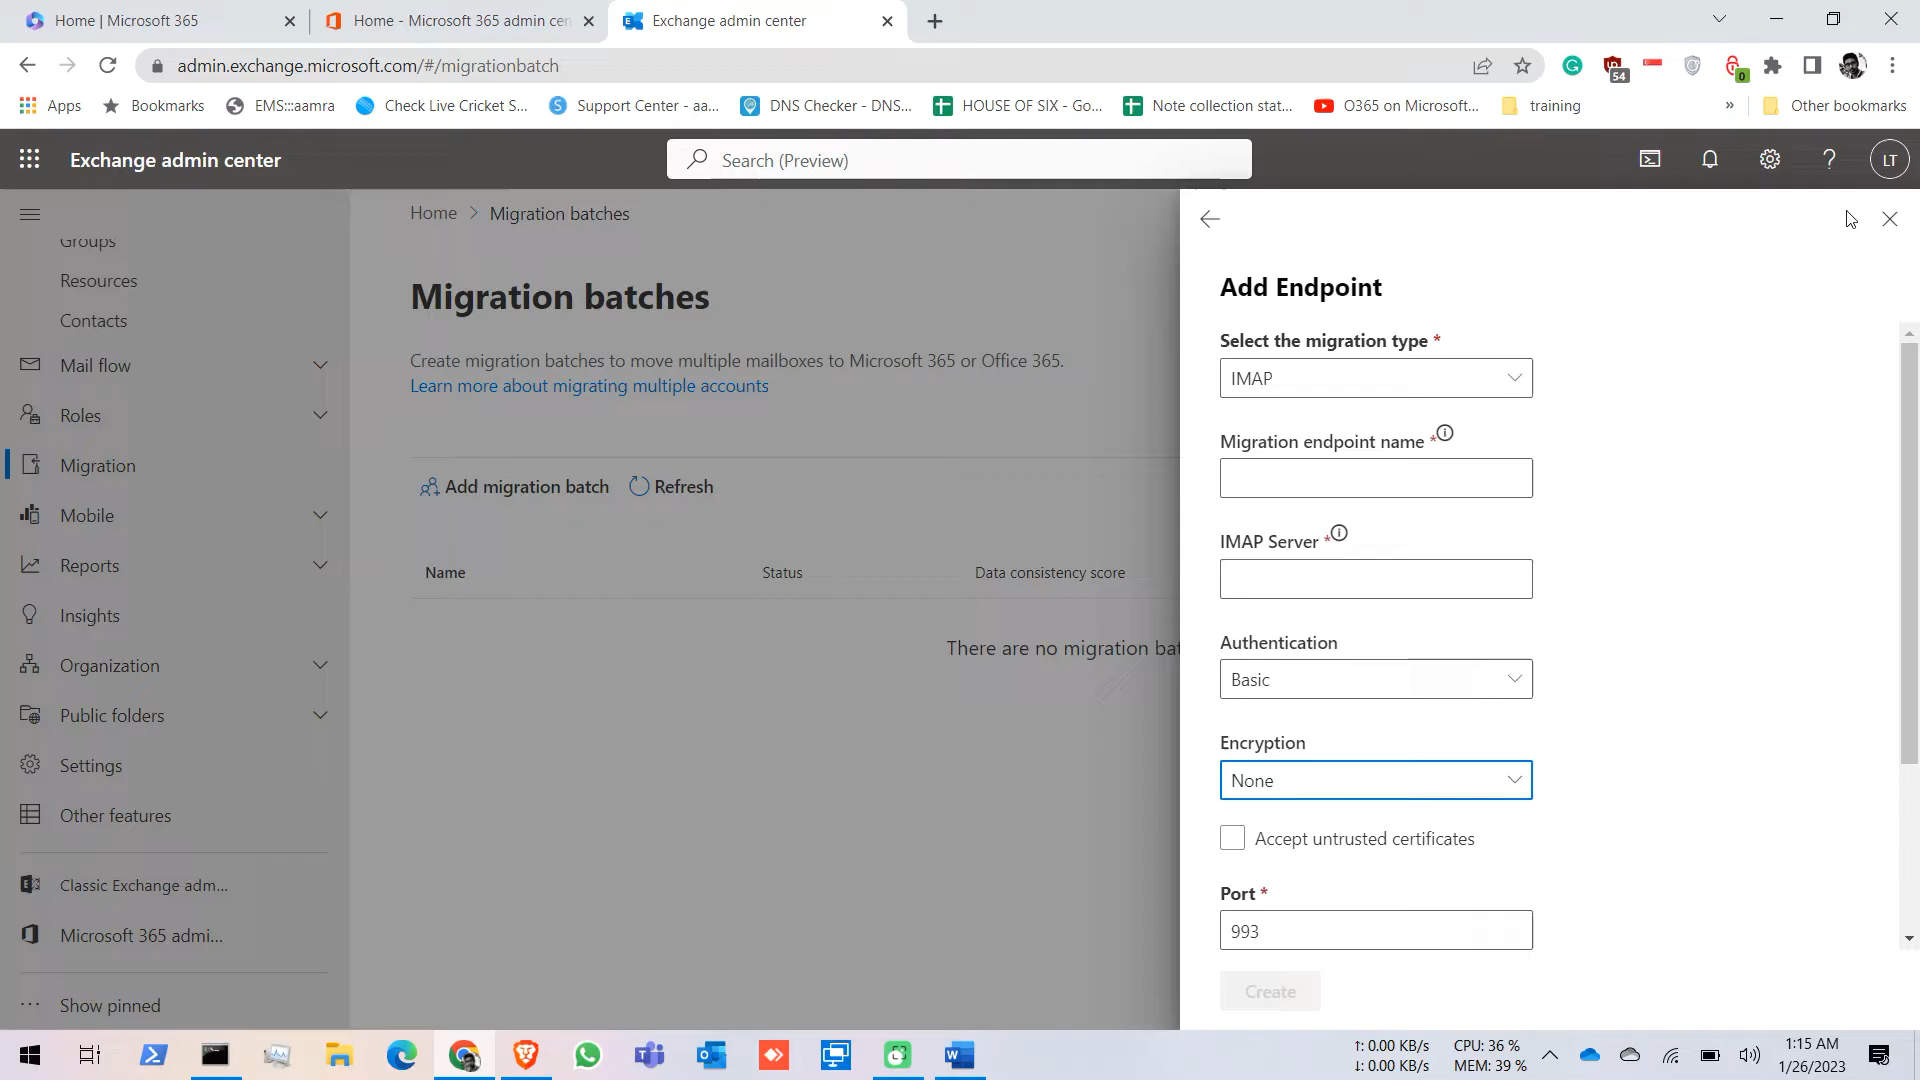 Home | Microsoft 365
Home - Microsoft 365 admin cen
Exchange admin center
admin.exchange.microsoft.com/#/migrationbatch
54
0
Apps
Bookmarks
EMS:::aamra
Check Live Cricket S...
Support Center - aa...
DNS Checker - DNS...
HOUSE OF SIX - Go...
Note collection stat...
O365 on Microsoft...
training
»
Other bookmarks
Exchange admin center
Search (Preview)
LT
Groups
Resources
Contacts
Mail flow
Roles
Migration
Mobile
Reports
Insights
Organization
Public folders
Settings
Other features
Classic Exchange adm...
Microsoft 365 admi...
Show pinned
Home > Migration batches
Migration batches
Create migration batches to move multiple mailboxes to Microsoft 365 or Office 365.
Learn more about migrating multiple accounts
Add migration batch
Refresh
Name
Status
Data consistency score
There are no migration bat
Add Endpoint
Select the migration type *
IMAP
Migration endpoint name *
IMAP Server *
Authentication
Basic
Encryption
None
Accept untrusted certificates
Port *
993
Create
↑: 0.00 KB/s
↓: 0.00 KB/s
CPU: 36 %
MEM: 39 %
1:15 AM
1/26/2023